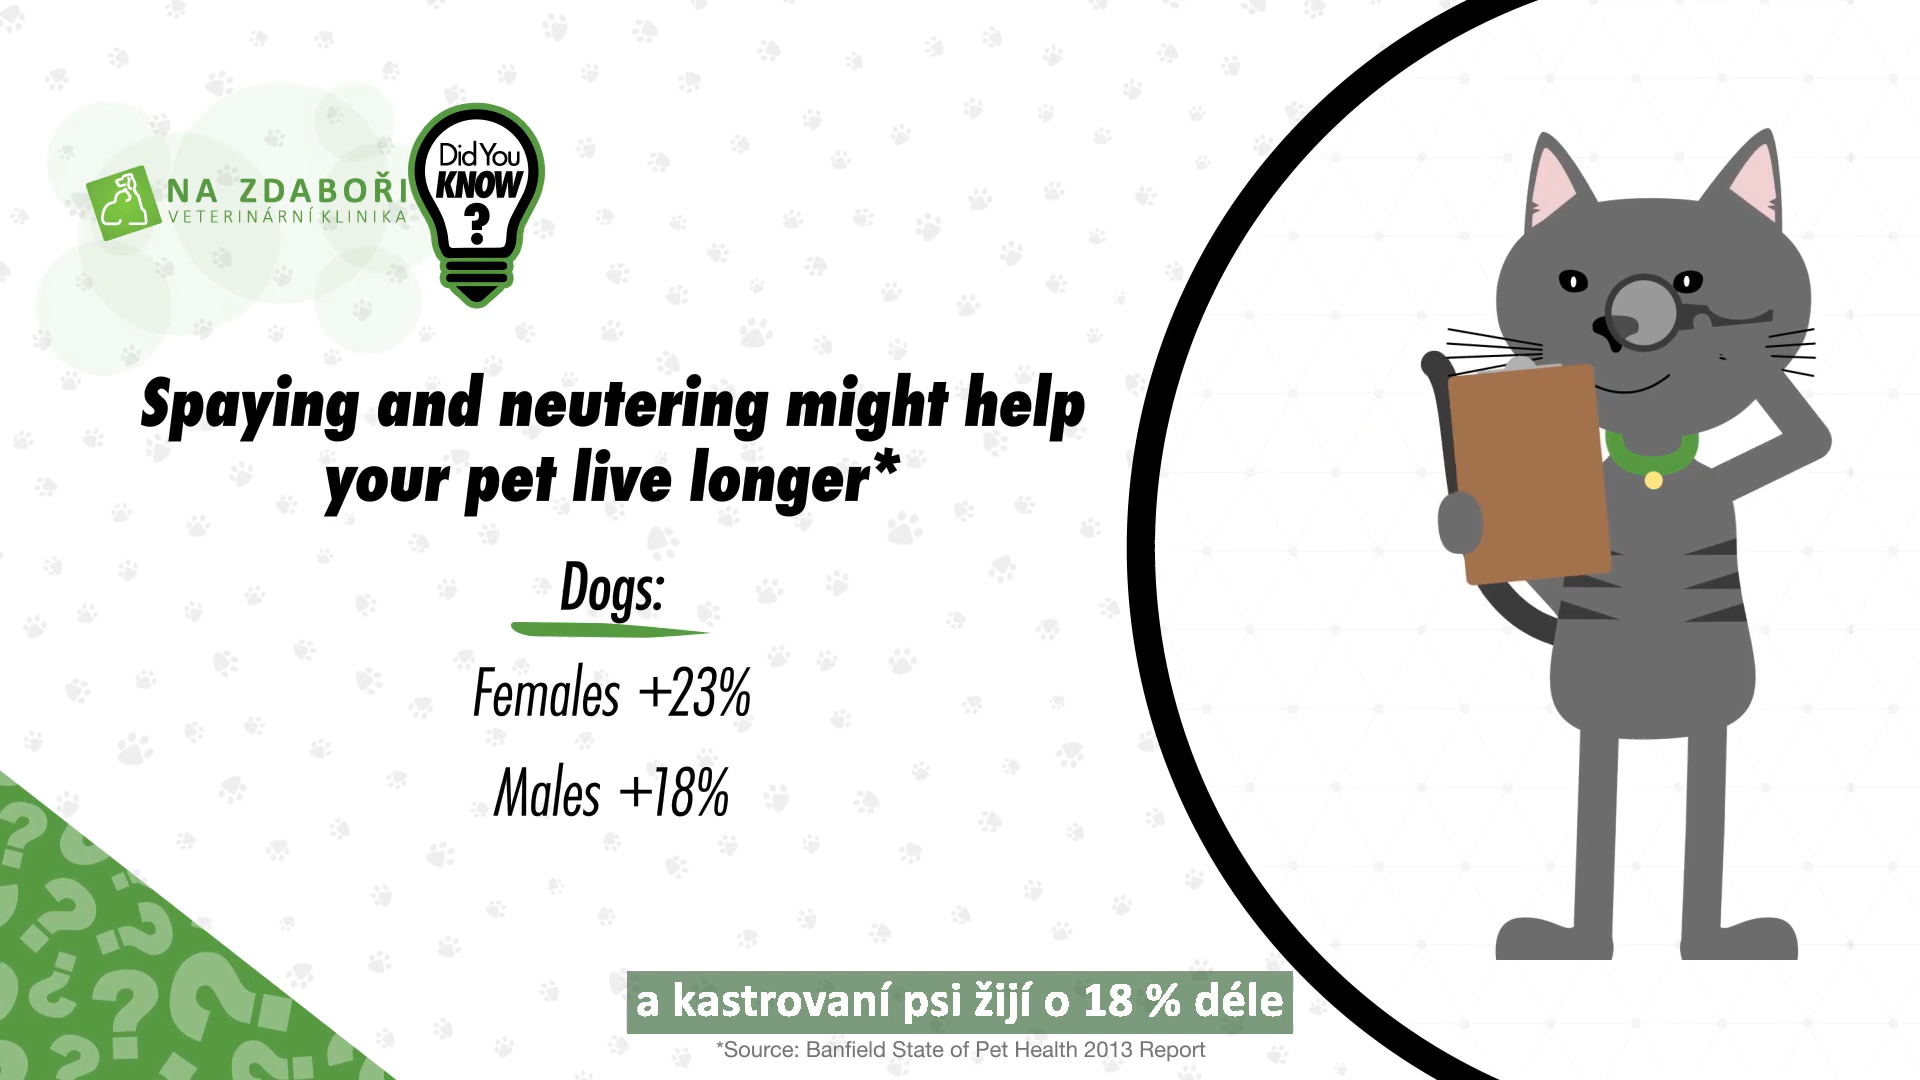 NA ZDABOŘI
VETERINÁRNÍ KLINIKA
Did You
KNOW
?
Spaying and neutering might help
your pet live longer*
Dogs:
Females +23%
Males +18%
a kastrovaní psi žijí o 18 % déle
*Source: Banfield State of Pet Health 2013 Report